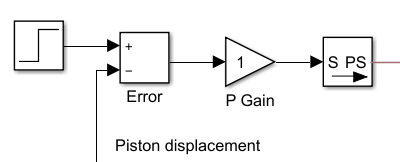 +
−
1
S PS
Error
P Gain
Piston displacement